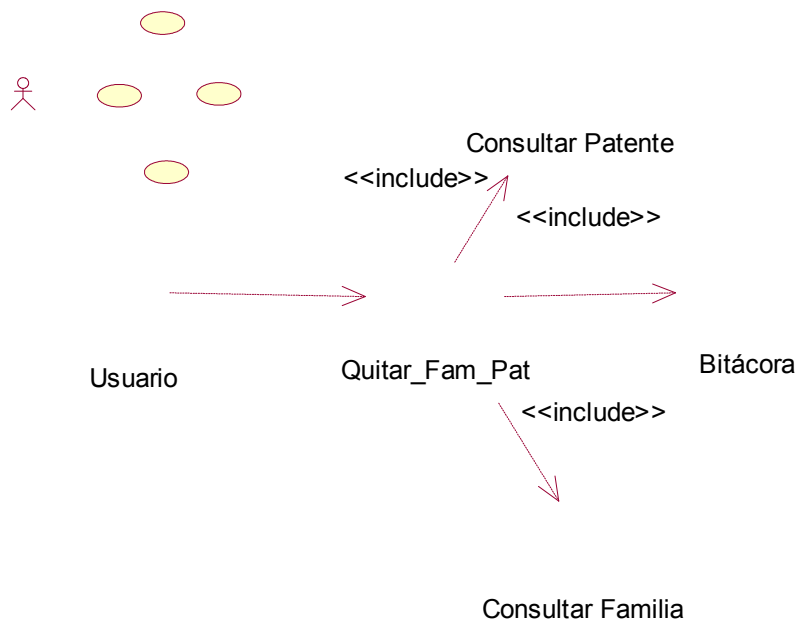 Consultar Patente
<<include>>
<<include>>
Usuario
Quitar_Fam_Pat
Bitácora
<<include>>
Consultar Familia